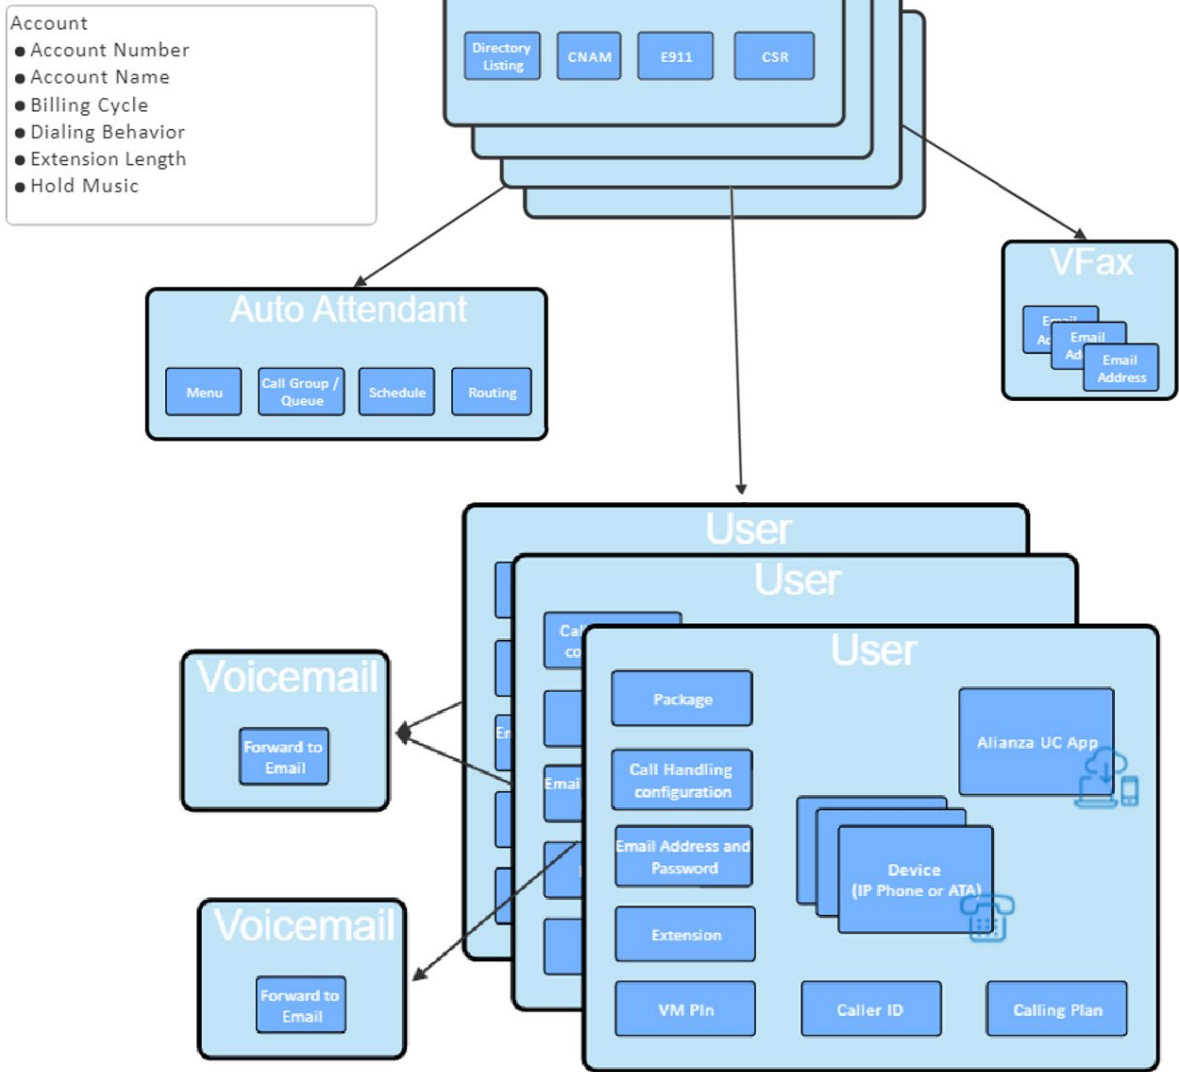 Account
● Account Number
● Account Name
● Billing Cycle
● Dialing Behavior
● Extension Length
● Hold Music
Directory
Listing
CNAM
E911
CSR
Auto Attendant
Menu
Call Group /
Queue
Schedule
Routing
VFax
Email
Email
Email
Address
User
User
User
Package
Call Handling
configuration
Email Address and
Password
Extension
VM PIn
Alianza UC App
Device
(IP Phone or ATA)
Caller ID
Calling Plan
Voicemail
Forward to
Email
Voicemail
Forward to
Email